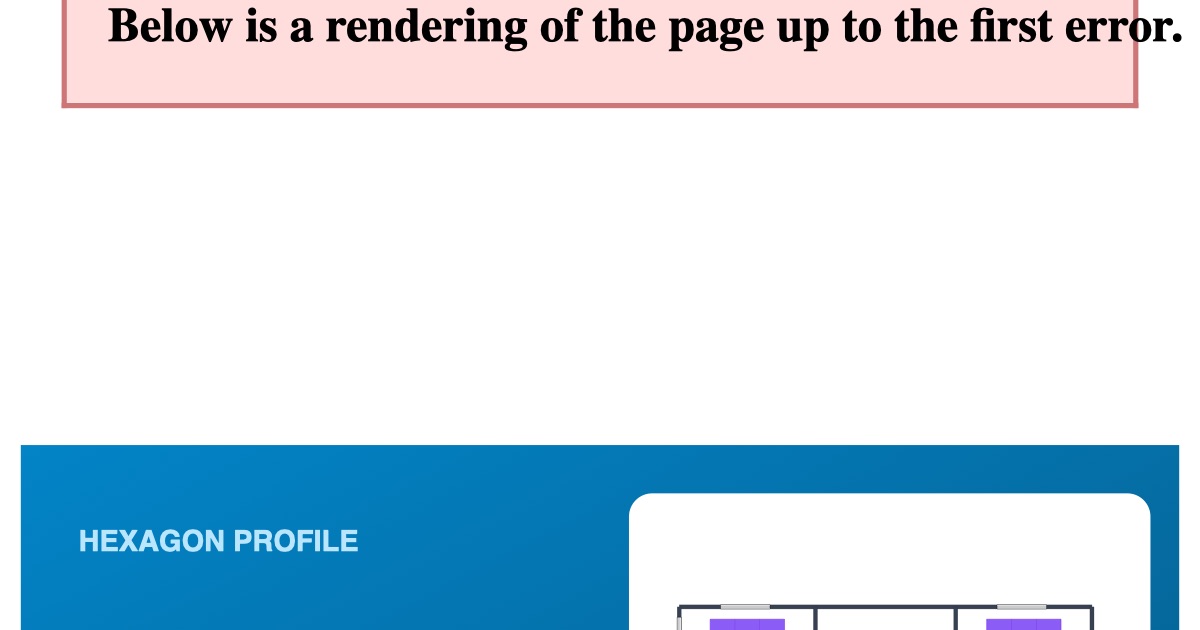 Below is a rendering of the page up to the first error.
HEXAGON PROFILE